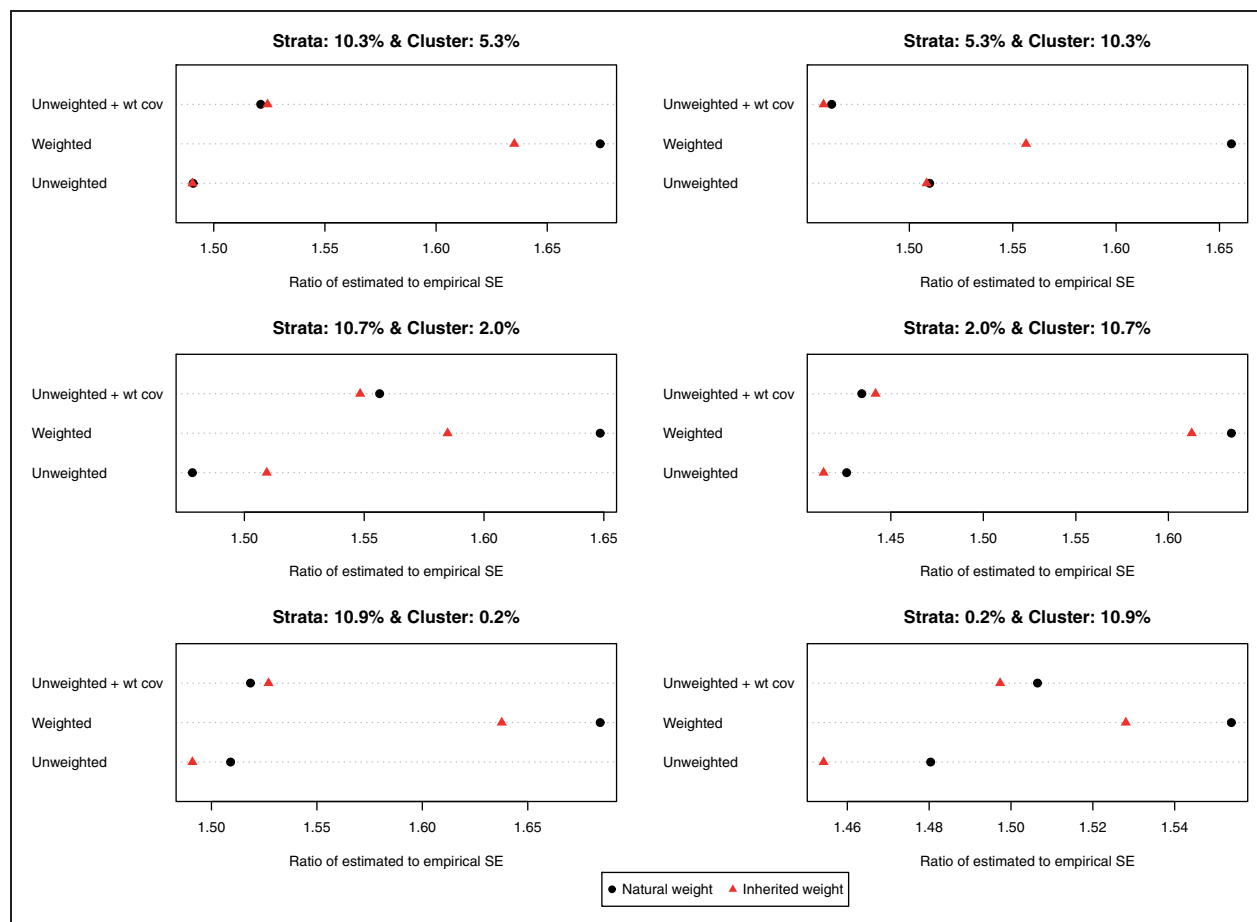 Strata: 10.3% & Cluster: 5.3%
Unweighted + wt cov
Weighted
Unweighted
1.50 1.55 1.60 1.65
Ratio of estimated to empirical SE
Strata: 5.3% & Cluster: 10.3%
Unweighted + wt cov
Weighted
Unweighted
1.50 1.55 1.60 1.65
Ratio of estimated to empirical SE
Strata: 10.7% & Cluster: 2.0%
Unweighted + wt cov
Weighted
Unweighted
1.50 1.55 1.60 1.65
Ratio of estimated to empirical SE
Strata: 2.0% & Cluster: 10.7%
Unweighted + wt cov
Weighted
Unweighted
1.45 1.50 1.55 1.60
Ratio of estimated to empirical SE
Strata: 10.9% & Cluster: 0.2%
Unweighted + wt cov
Weighted
Unweighted
1.50 1.55 1.60 1.65
Ratio of estimated to empirical SE
Strata: 0.2% & Cluster: 10.9%
Unweighted + wt cov
Weighted
Unweighted
1.46 1.48 1.50 1.52 1.54
Ratio of estimated to empirical SE
Natural weight Inherited weight